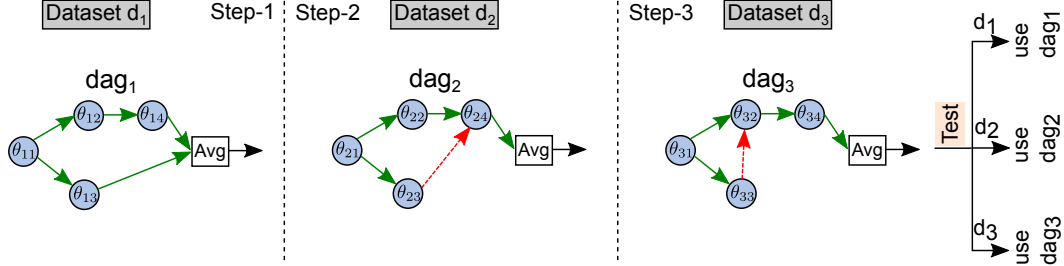 Dataset d1
Step-1
dag1
θ11
θ12
θ14
θ13
Avg
Step-2
Dataset d2
dag2
θ21
θ22
θ24
θ23
Avg
Step-3
Dataset d3
dag3
θ31
θ32
θ34
θ33
Avg
Test
d1
use dag1
d2
use dag2
d3
use dag3